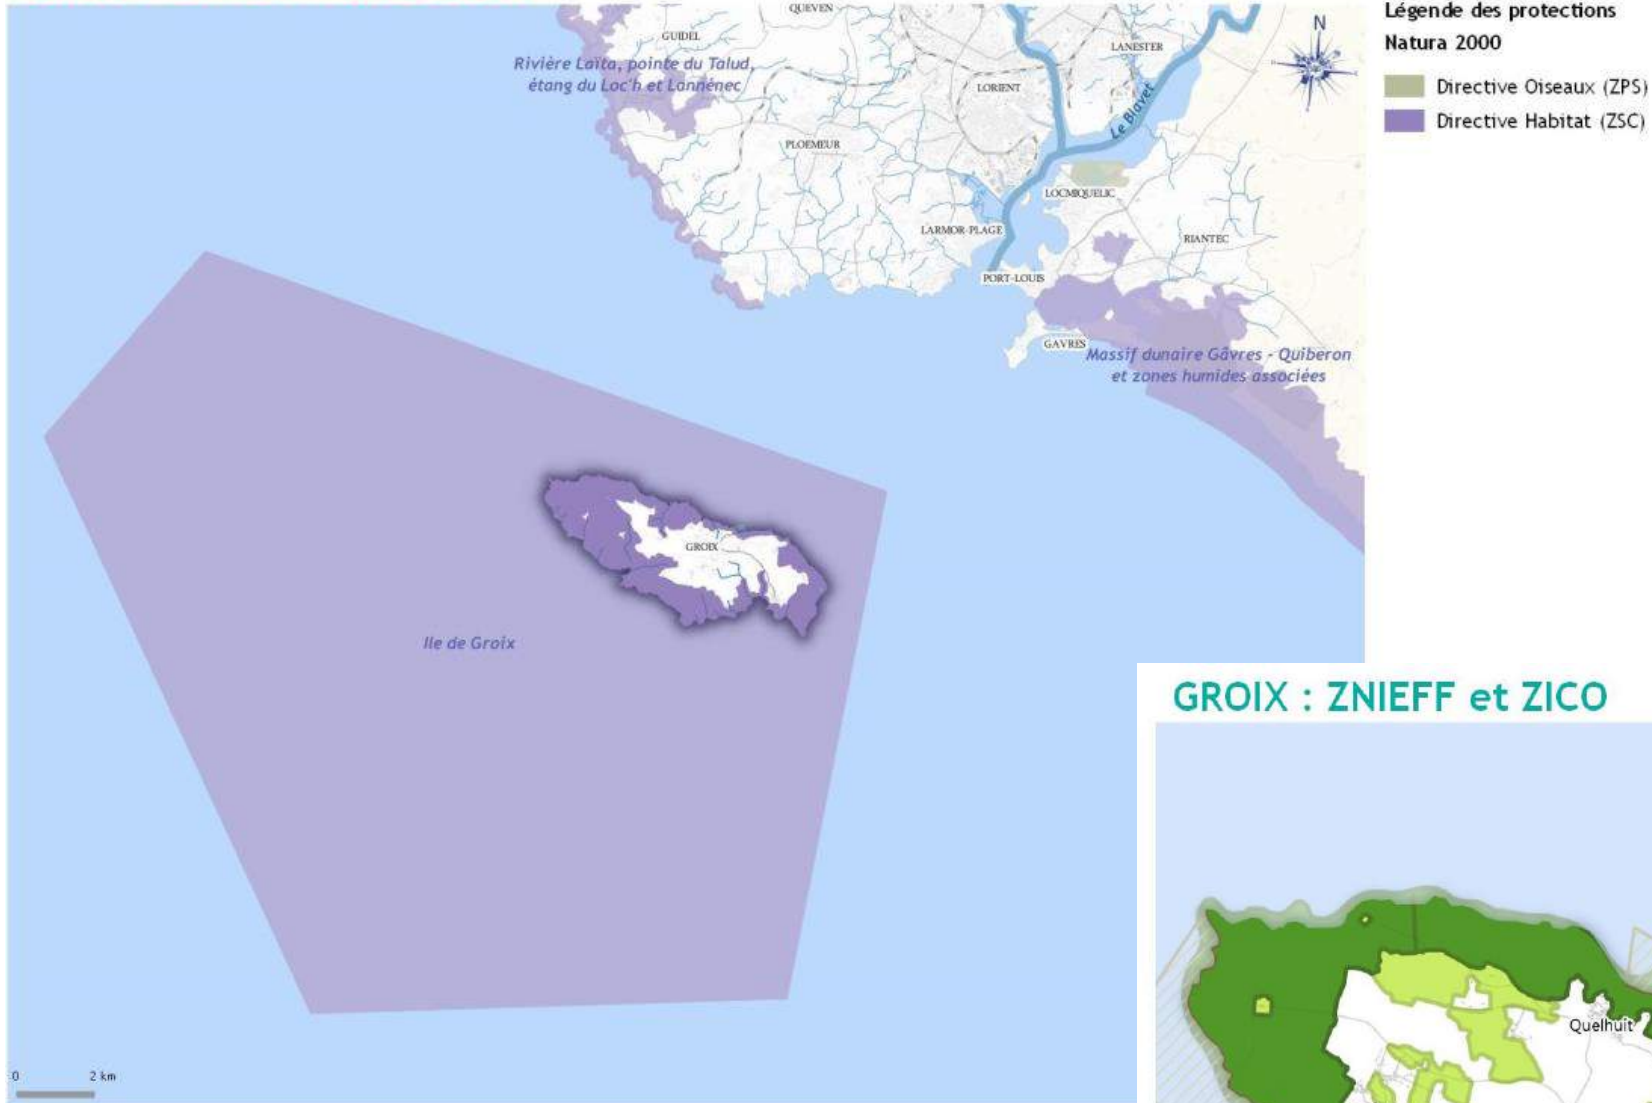 QUEVEN
GUIDEL
LANESTER
Rivière Laïta, pointe du Talud,
étang du Loc'h et Lannénec
LORIENT
Le Blavet
PLOEMEUR
LOCMIQUELIC
LARMOR-PLAGE
RIANTEC
PORT-LOUIS
GAVRES
Massif dunaire Gâvres - Quiberon
et zones humides associées
GROIX
Ile de Groix
0 2 km
N
Légende des protections
Natura 2000
Directive Oiseaux (ZPS)
Directive Habitat (ZSC)
GROIX : ZNIEFF et ZICO
Quelhuit